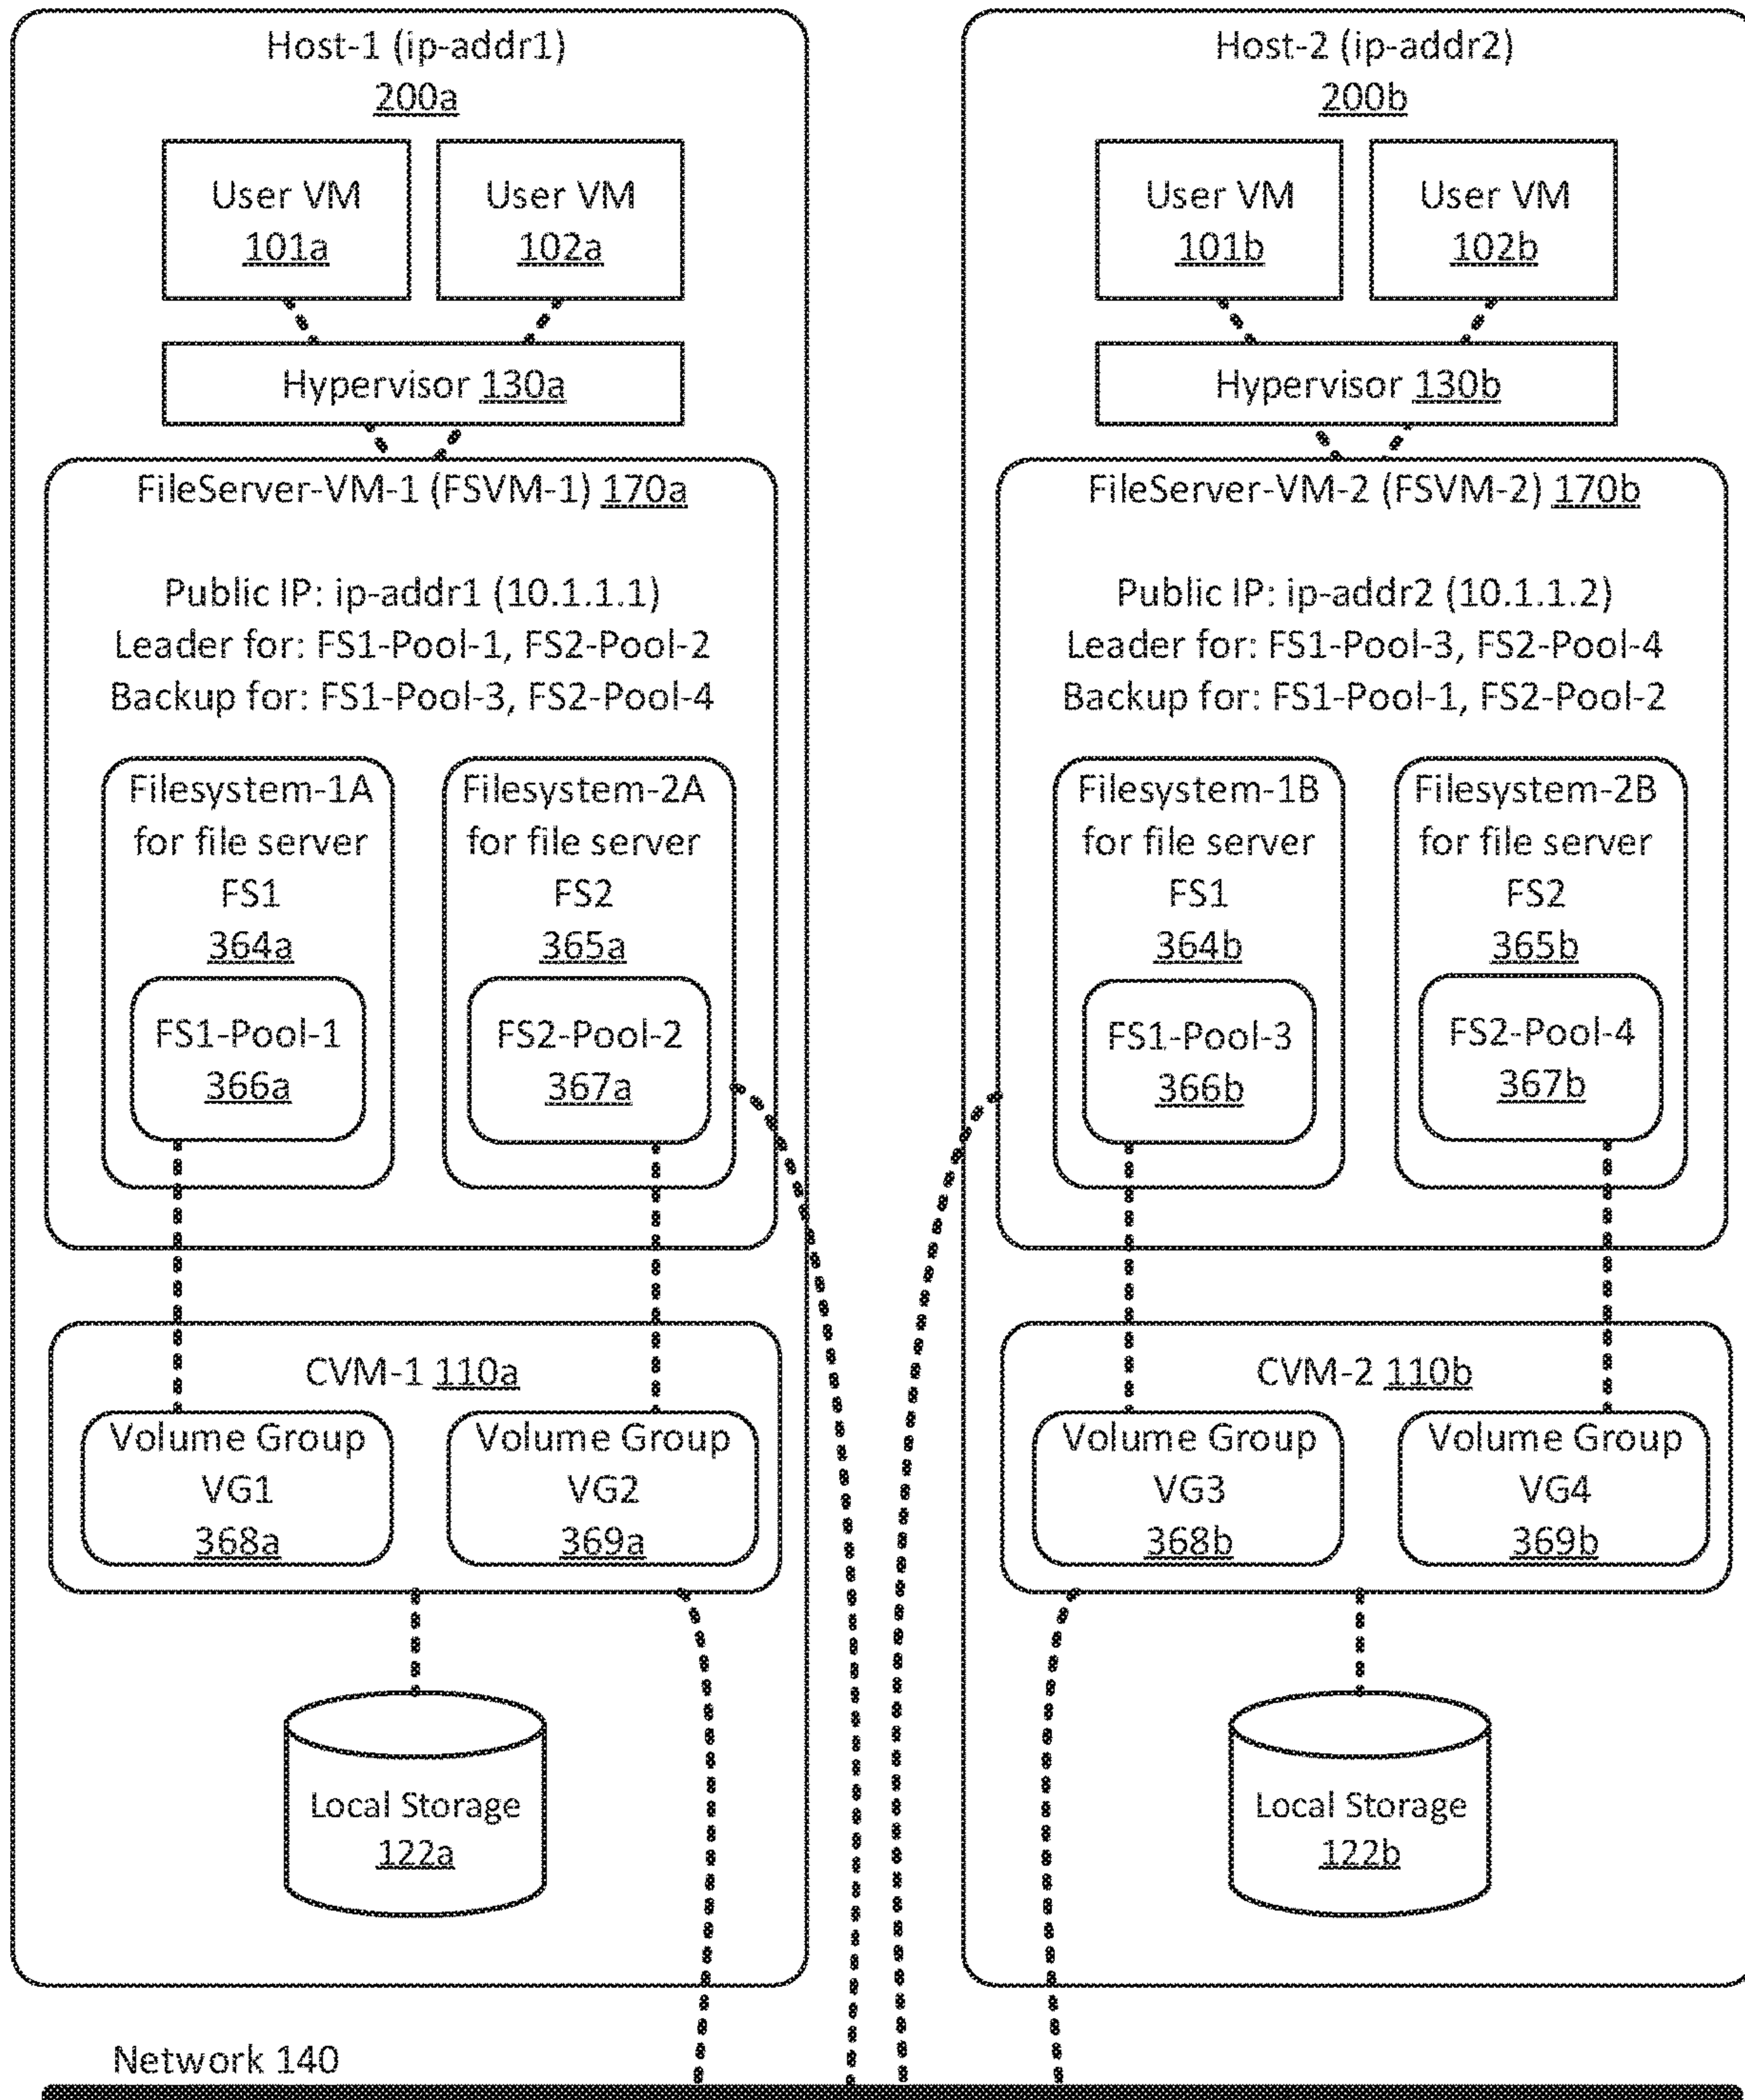 Host-1 (ip-addr1)
200a
User VM
101a
User VM
102a
Hypervisor 130a
FileServer-VM-1 (FSVM-1) 170a
Public IP: ip-addr1 (10.1.1.1)
Leader for: FS1-Pool-1, FS2-Pool-2
Backup for: FS1-Pool-3, FS2-Pool-4
Filesystem-1A
for file server
FS1
364a
FS1-Pool-1
366a
Filesystem-2A
for file server
FS2
365a
FS2-Pool-2
367a
CVM-1 110a
Volume Group
VG1
368a
Volume Group
VG2
369a
Local Storage
122a
Host-2 (ip-addr2)
200b
User VM
101b
User VM
102b
Hypervisor 130b
FileServer-VM-2 (FSVM-2) 170b
Public IP: ip-addr2 (10.1.1.2)
Leader for: FS1-Pool-3, FS2-Pool-4
Backup for: FS1-Pool-1, FS2-Pool-2
Filesystem-1B
for file server
FS1
364b
FS1-Pool-3
366b
Filesystem-2B
for file server
FS2
365b
FS2-Pool-4
367b
CVM-2 110b
Volume Group
VG3
368b
Volume Group
VG4
369b
Local Storage
122b
Network 140